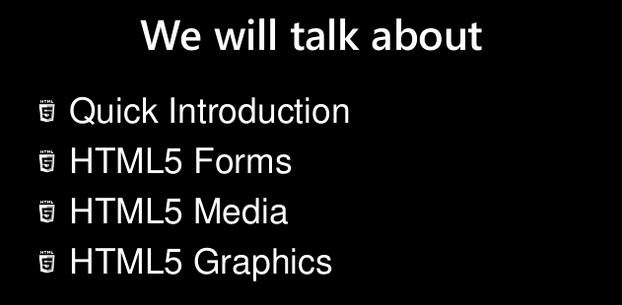 We will talk about
Quick Introduction
HTML5 Forms
HTML5 Media
HTML5 Graphics